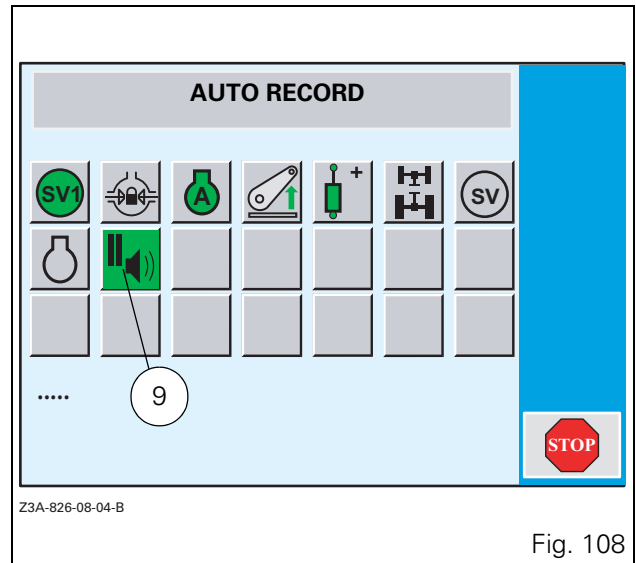 AUTO RECORD
SV1
A
+
SV
.....
9
STOP
Z3A-826-08-04-B
Fig. 108